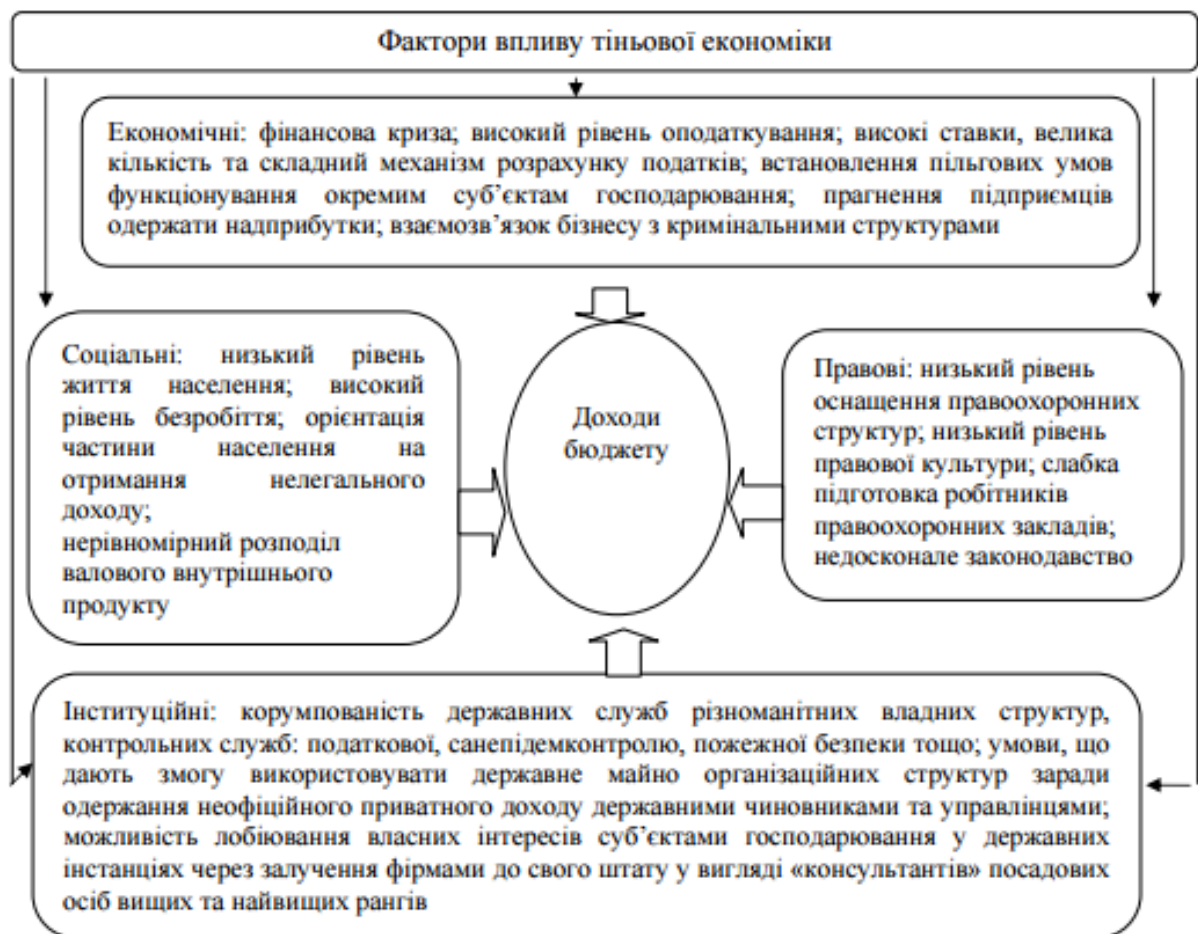 Фактори впливу тіньової економіки
Економічні: фінансова криза; високий рівень оподаткування; високі ставки, велика
кількість та складний механізм розрахунку податків; встановлення пільгових умов
функціонування окремим суб’єктам господарювання; прагнення підприємців
одержати надприбутки; взаємозв’язок бізнесу з кримінальними структурами
Соціальні: низький рівень
життя населення; високий
рівень безробіття; орієнтація
частини населення на
отримання нелегального
доходу;
нерівномірний розподіл
валового внутрішнього
продукту
Доходи
бюджету
Правові: низький рівень
оснащення правоохоронних
структур; низький рівень
правової культури; слабка
підготовка робітників
правоохоронних закладів;
недосконале законодавство
Інституційні: корумпованість державних служб різноманітних владних структур,
контрольних служб: податкової, санепідемконтролю, пожежної безпеки тощо; умови, що
дають змогу використовувати державне майно організаційних структур заради
одержання неофіційного приватного доходу державними чиновниками та управлінцями;
можливість лобіювання власних інтересів суб’єктами господарювання у державних
інстанціях через залучення фірмами до свого штату у вигляді «консультантів» посадових
осіб вищих та найвищих рангів